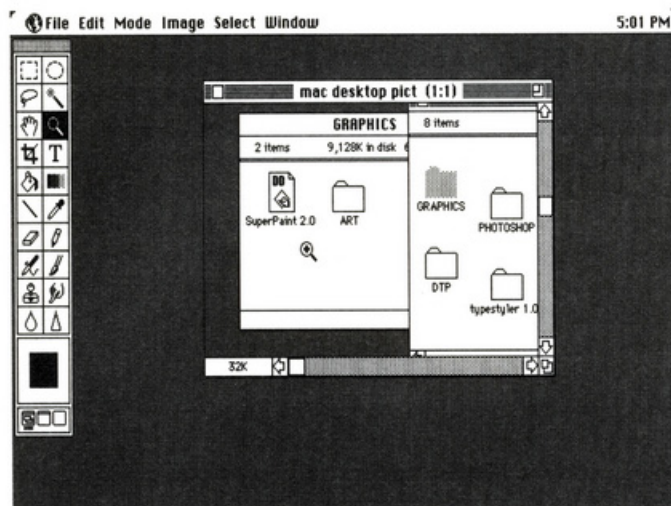 File Edit Mode Image Select Window 5:01 PM
mac desktop pict (1:1)
GRAPHICS
2 items 9,128K in disk
8 items
GRAPHICS
PHOTOSHOP
SuperPaint 2.0
ART
DTP
typestyler 1.0
T
32K